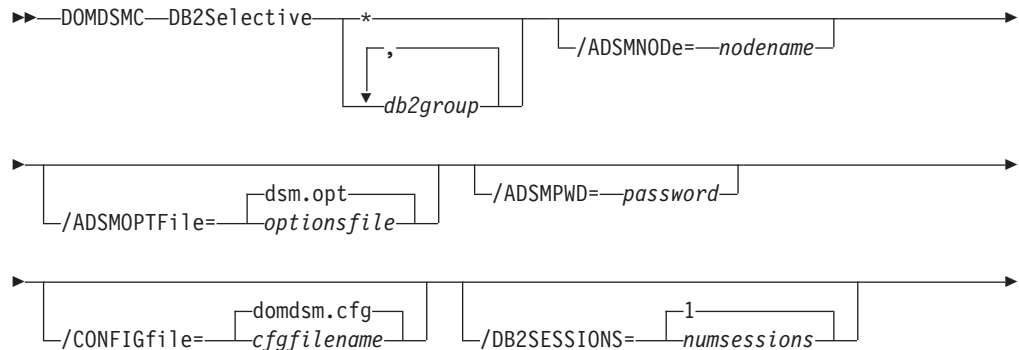 DOMDSMC DB2Selective * /ADSMNODe= nodename
,
db2group
dsm.opt /ADSMPWD= password
/ADSMOPTFile= optionsfile
domdsm.cfg 1
/CONFIGfile= cfgfilename /DB2SESSIONS= numsessions